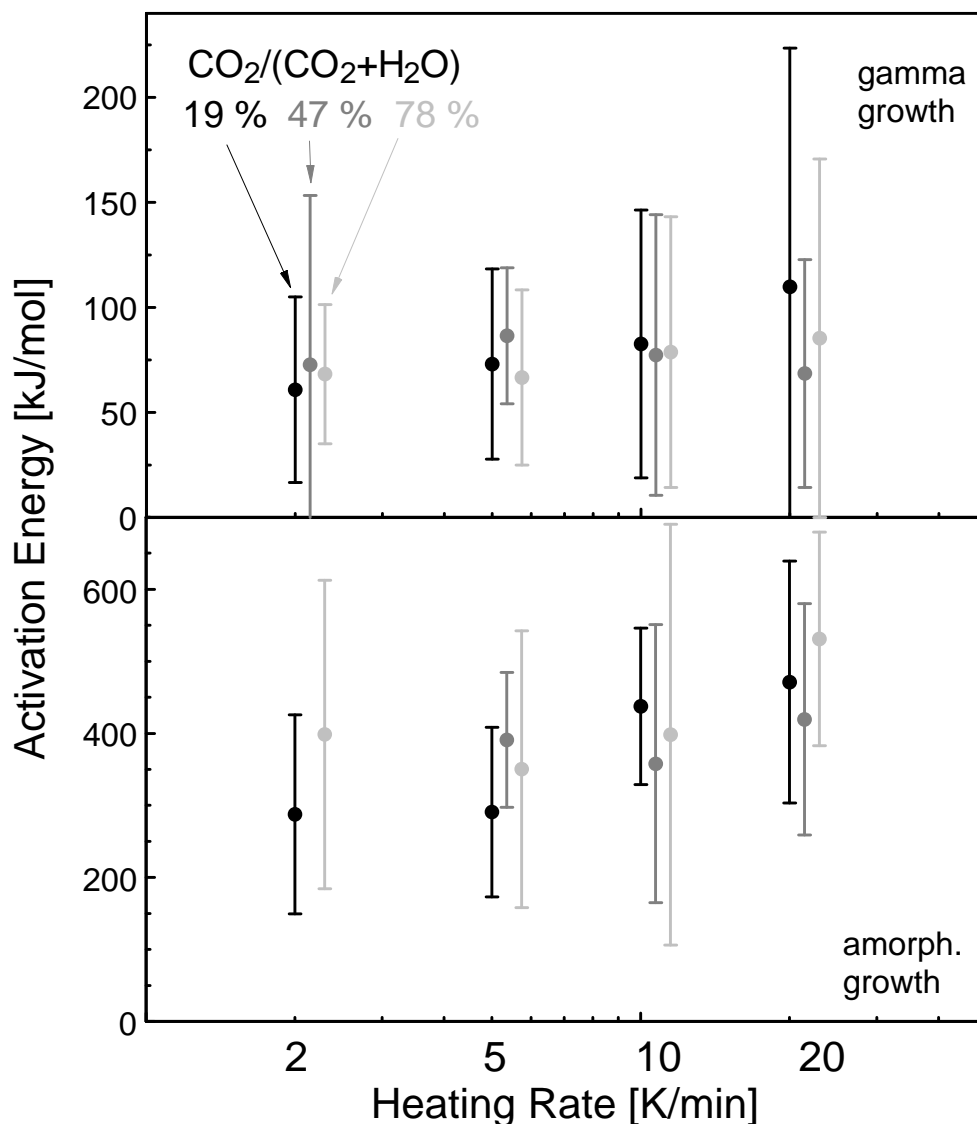 CO₂/(CO₂+H₂O)
19 % 47 % 78 %
gamma
growth
200
150
100
50
0
Activation Energy [kJ/mol]
600
400
200
0
amorph.
growth
2 5 10 20
Heating Rate [K/min]